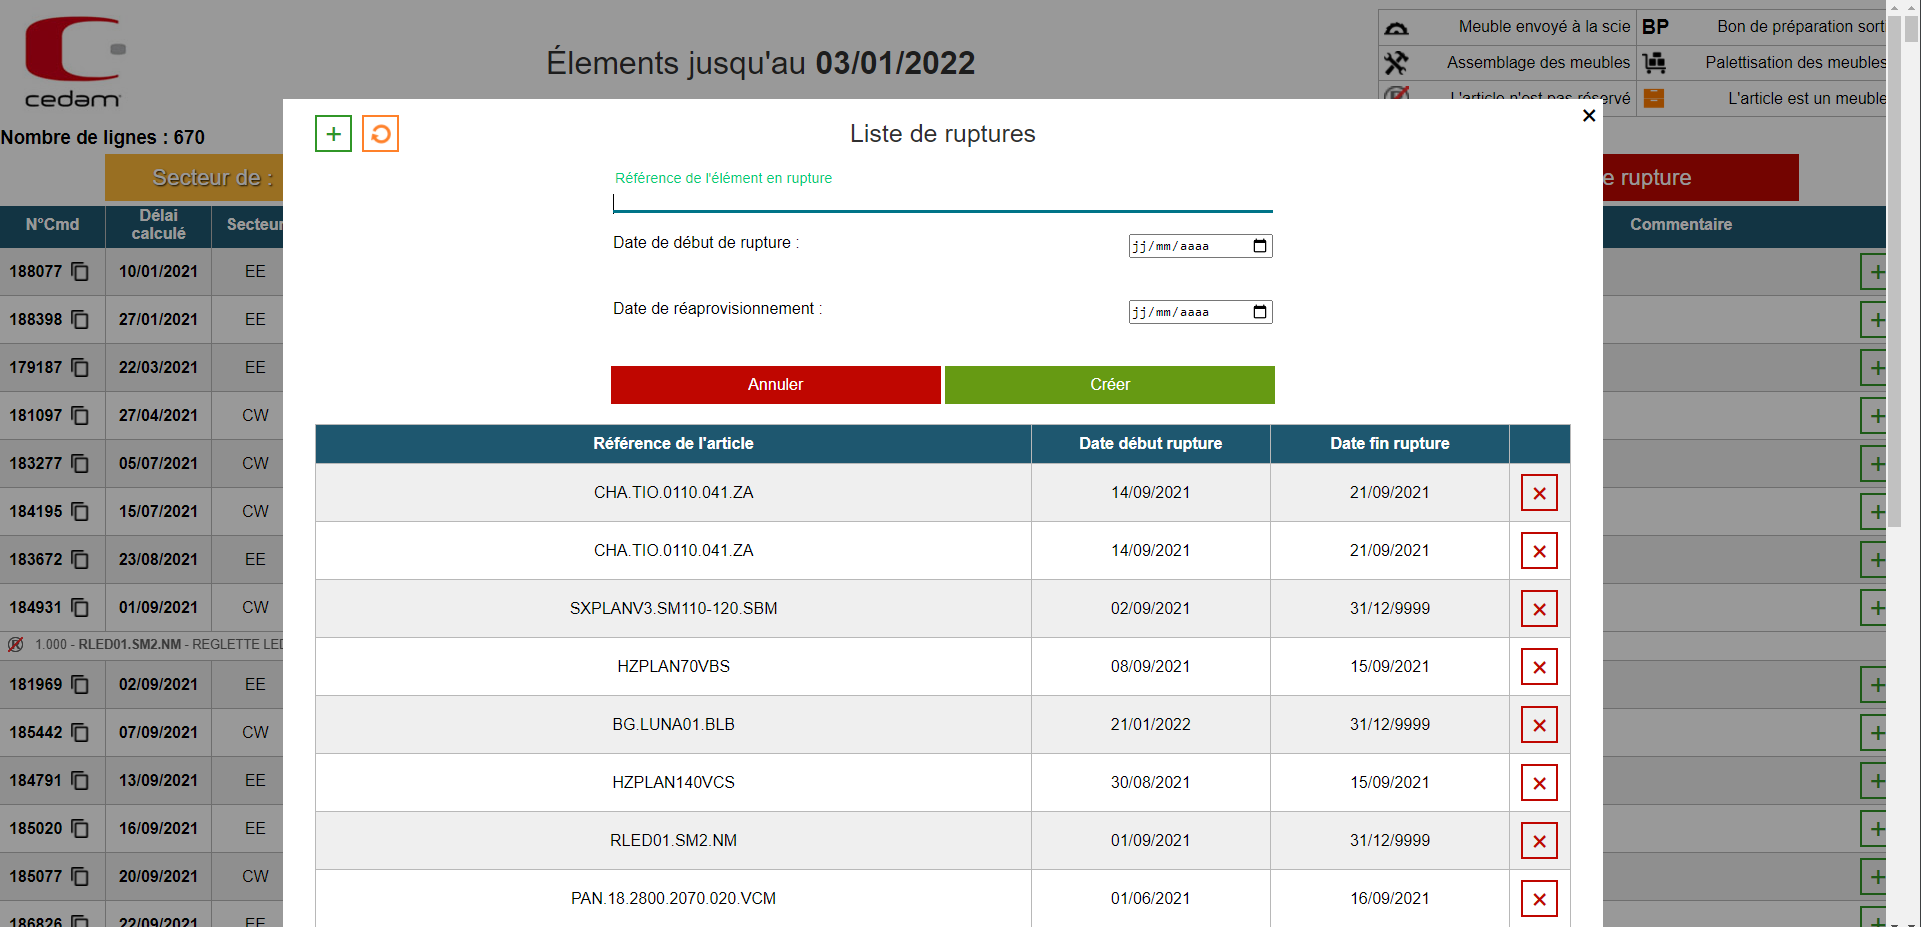 cedam
Élements jusqu'au 03/01/2022
Meuble envoyé à la scie
BP
Bon de préparation sort
Assemblage des meubles
Palettisation des meubles
L'article n'est pas réservé
L'article est un meuble
Nombre de lignes : 670
Secteur de :
e rupture
N°Cmd
Délai
calculé
Secteur
Commentaire
188077 10/01/2021 EE
188398 27/01/2021 EE
179187 22/03/2021 EE
181097 27/04/2021 CW
183277 05/07/2021 CW
184195 15/07/2021 CW
183672 23/08/2021 EE
184931 01/09/2021 CW
1.000 - RLED01.SM2.NM - REGLETTE LED
181969 02/09/2021 EE
185442 07/09/2021 CW
184791 13/09/2021 EE
185020 16/09/2021 EE
185077 20/09/2021 CW
186826 22/09/2021 EE
Liste de ruptures
Référence de l'élément en rupture
Date de début de rupture :
jj/mm/aaaa
Date de réaprovisionnement :
jj/mm/aaaa
Annuler
Créer
Référence de l'article Date début rupture Date fin rupture
CHA.TIO.0110.041.ZA 14/09/2021 21/09/2021
CHA.TIO.0110.041.ZA 14/09/2021 21/09/2021
SXPLANV3.SM110-120.SBM 02/09/2021 31/12/9999
HZPLAN70VBS 08/09/2021 15/09/2021
BG.LUNA01.BLB 21/01/2022 31/12/9999
HZPLAN140VCS 30/08/2021 15/09/2021
RLED01.SM2.NM 01/09/2021 31/12/9999
PAN.18.2800.2070.020.VCM 01/06/2021 16/09/2021